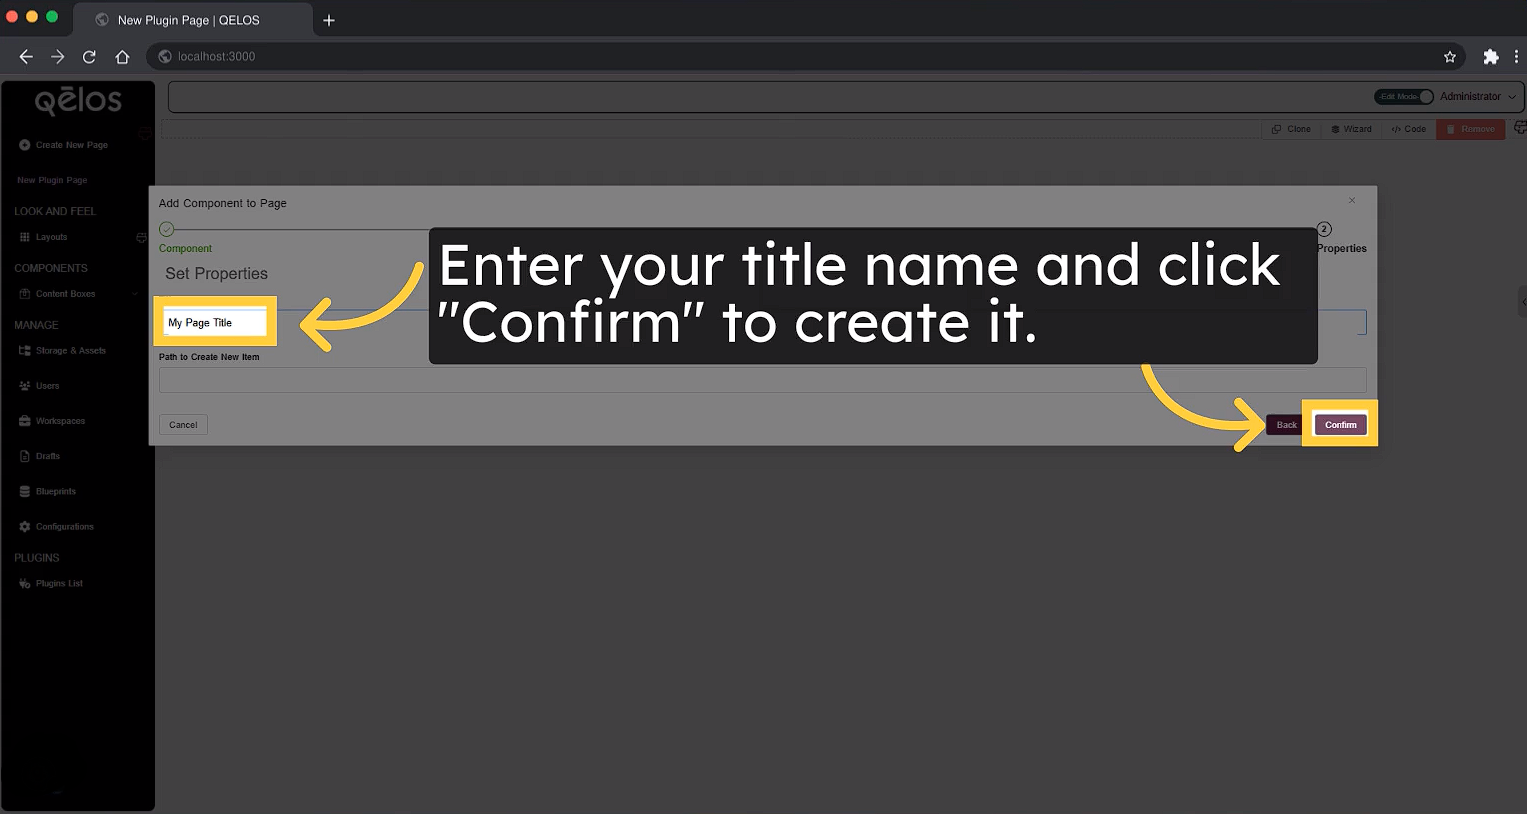 New Plugin Page | QELOS
localhost:3000
qēlos
-Edit Mode-
Administrator
Create New Page
Clone
Wizard
</> Code
Remove
New Plugin Page
LOOK AND FEEL
Layouts
COMPONENTS
Content Boxes
MANAGE
Storage & Assets
Users
Workspaces
Drafts
Blueprints
Configurations
PLUGINS
Plugins List
Add Component to Page
2
Component
Properties
Set Properties
Enter your title name and click
"Confirm" to create it.
My Page Title
Path to Create New Item
Cancel
Back
Confirm